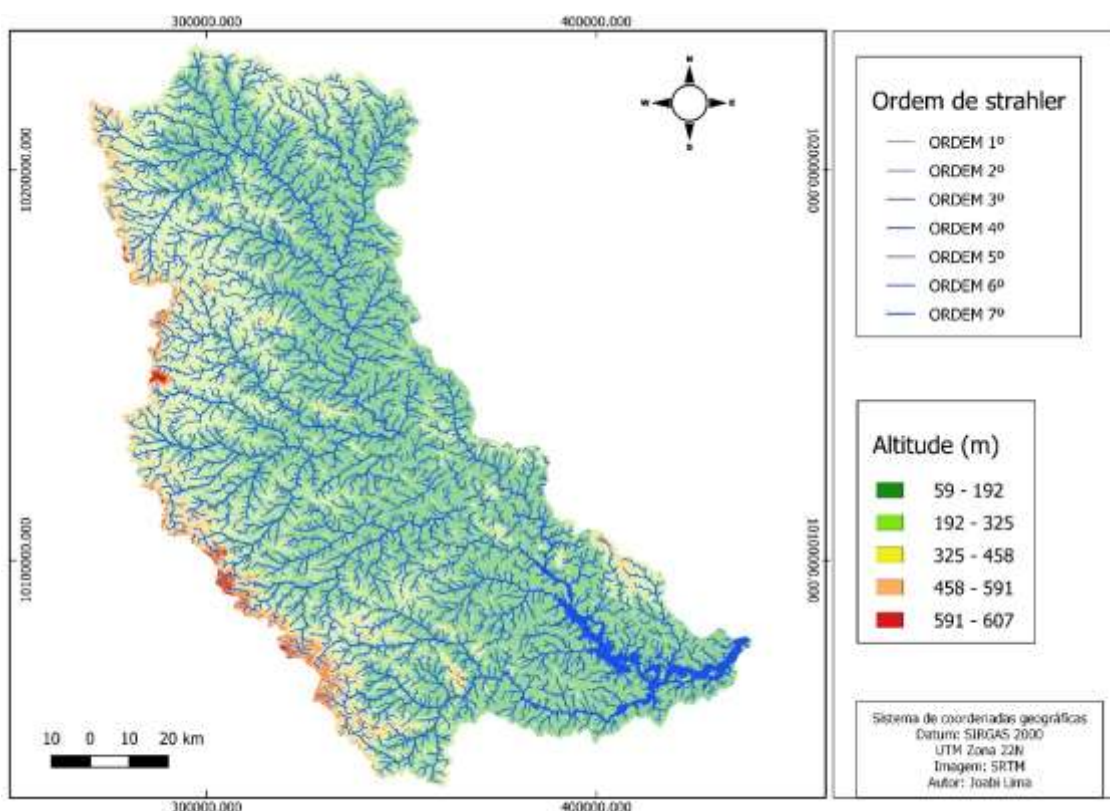 300000.000
400000.000
10200000.000
10200000.000
N
W
E
S
Ordem de strahler
ORDEM 1º
ORDEM 2º
ORDEM 3º
ORDEM 4º
ORDEM 5º
ORDEM 6º
ORDEM 7º
10100000.000
10100000.000
Altitude (m)
59 - 192
192 - 325
325 - 458
458 - 591
591 - 607
10 0 10 20 km
Sistema de coordenadas geográficas
Datum: SIRGAS 2000
UTM Zona 22N
Imagem: SRTM
Autor: Joabi Lima
300000.000
400000.000